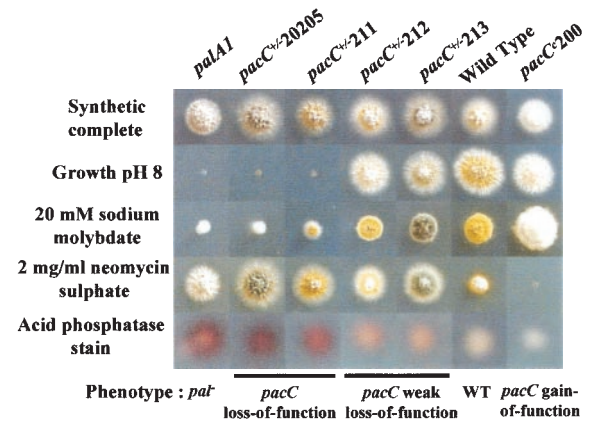 palA1 pacC+/-20205 pacC+/-211 pacC+/-212 pacC+/-213 Wild Type pacCc200
Synthetic
complete
Growth pH 8
20 mM sodium
molybdate
2 mg/ml neomycin
sulphate
Acid phosphatase
stain
Phenotype : pal- pacC pacC weak WT pacC gain-
loss-of-function loss-of-function of-function